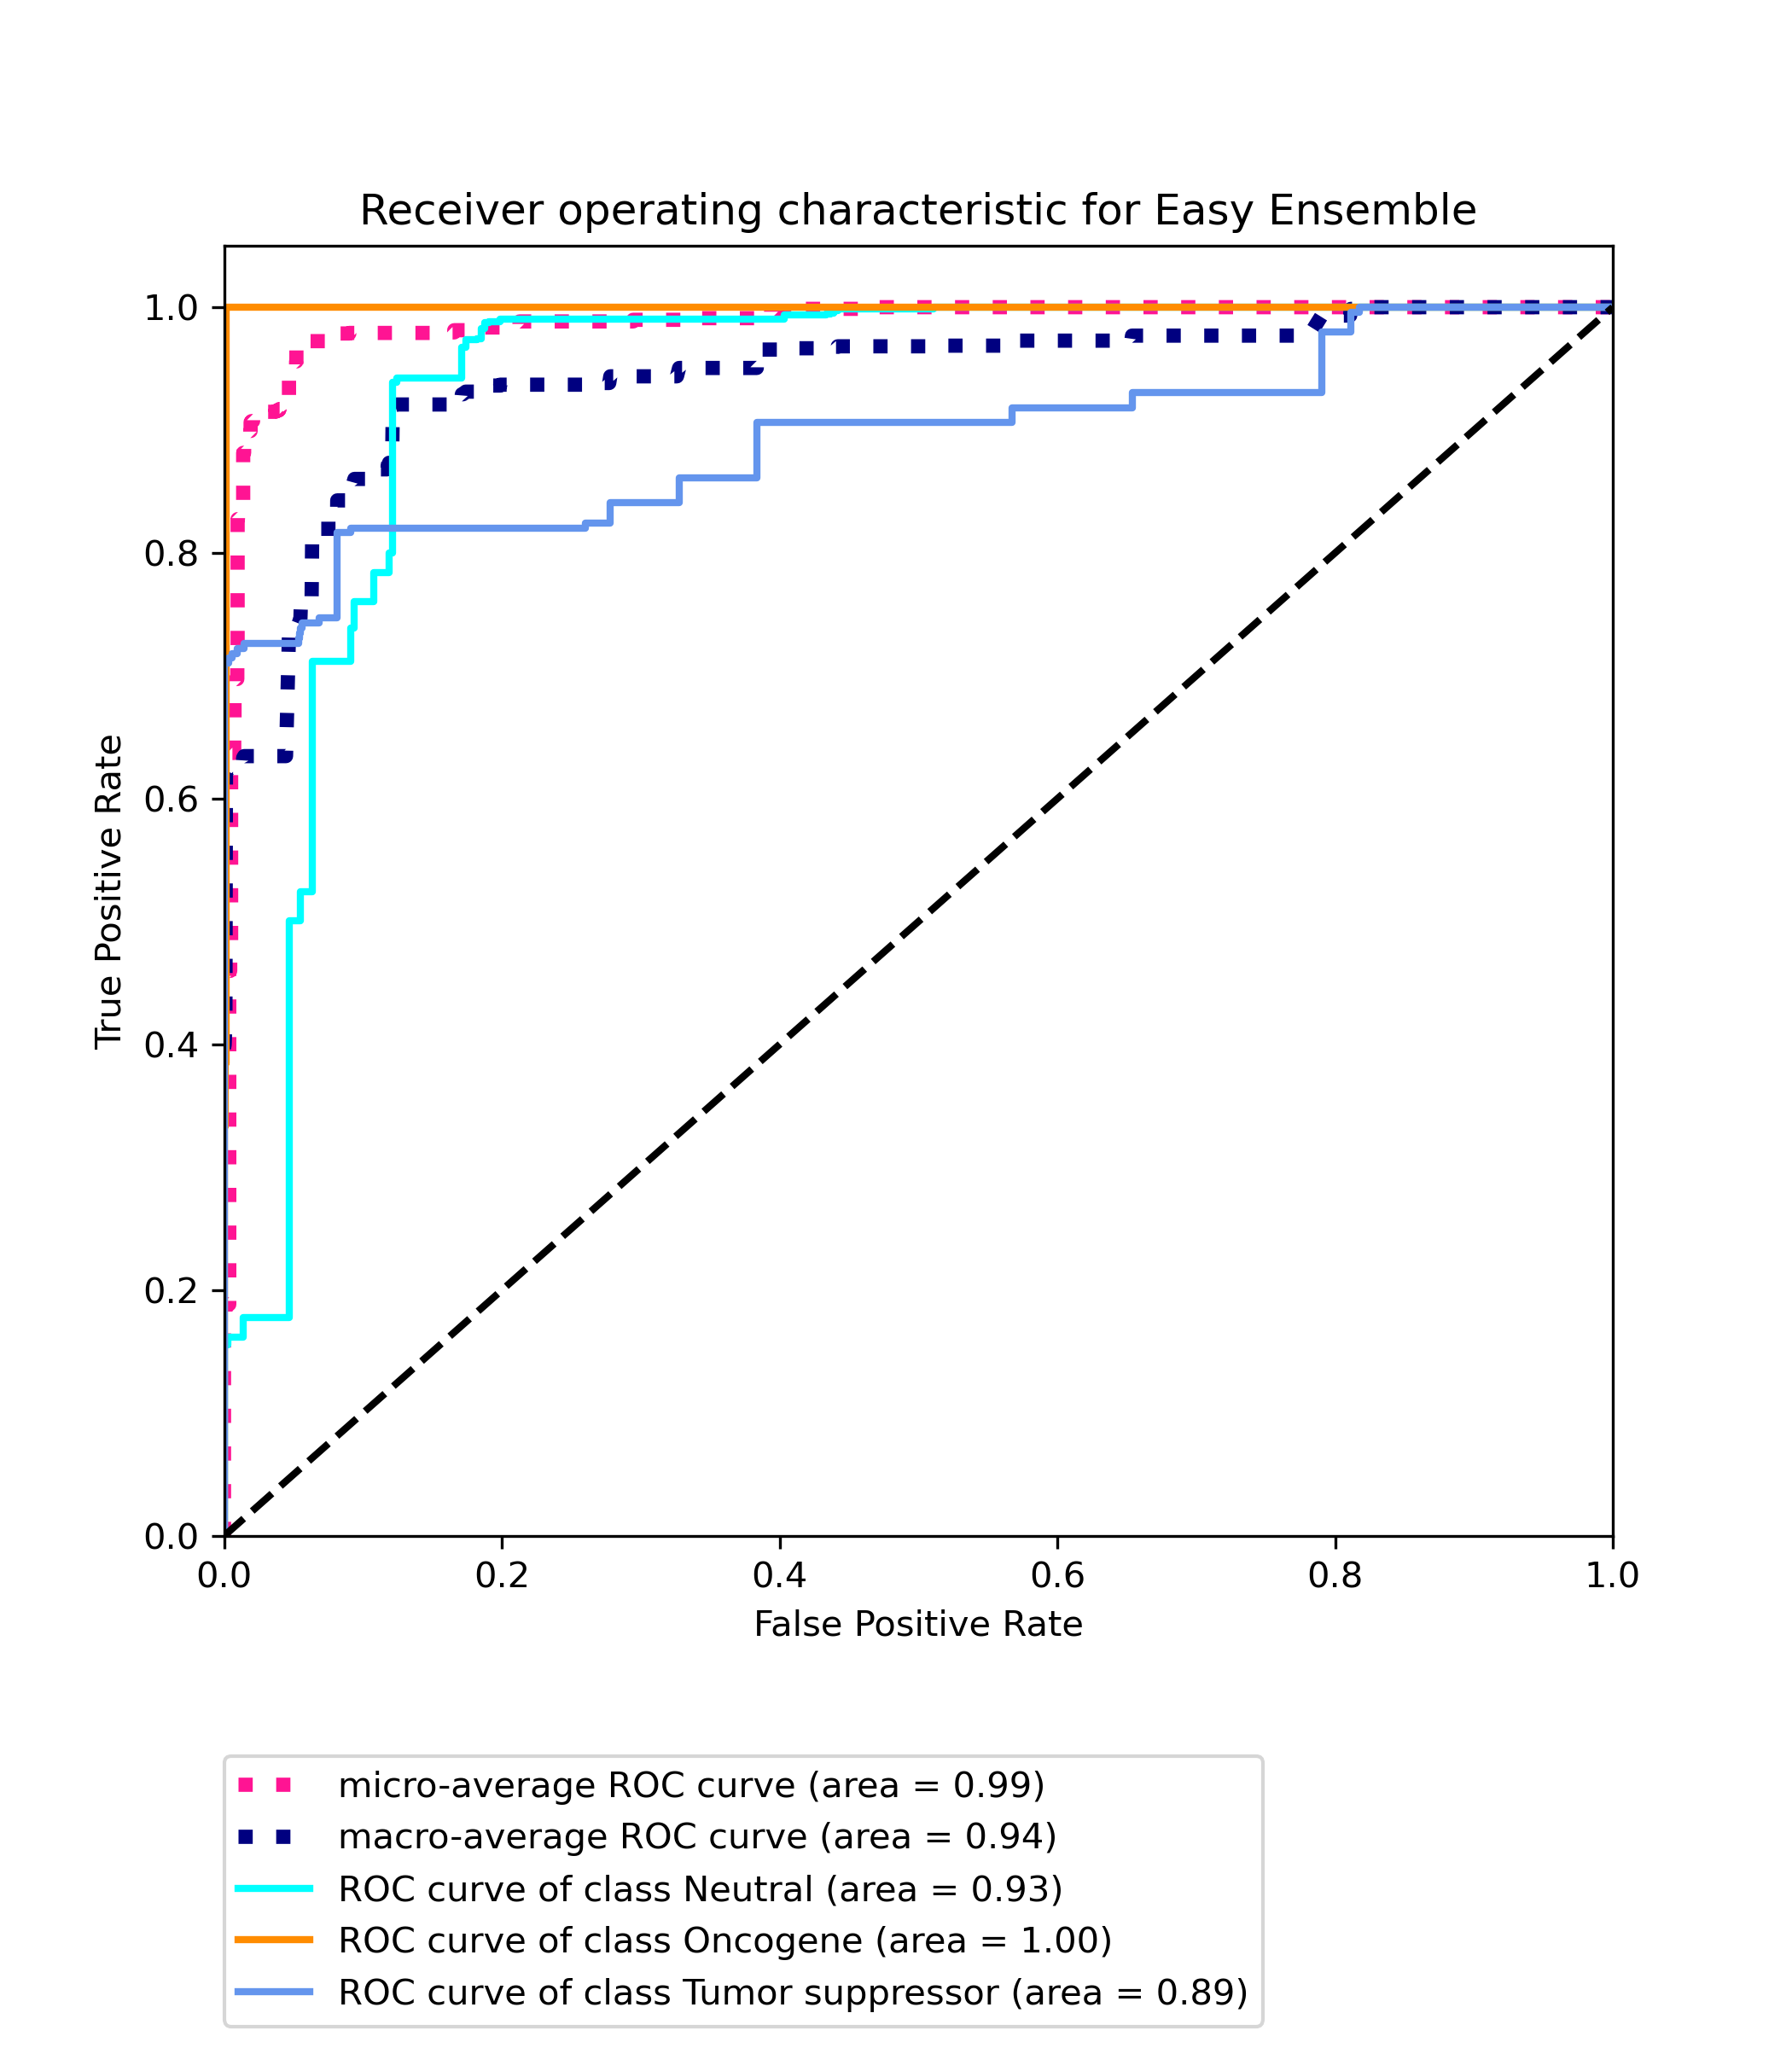 Receiver operating characteristic for Easy Ensemble
1.0
0.8
0.6
0.4
0.2
0.0
True Positive Rate
0.0 0.2 0.4 0.6 0.8 1.0
False Positive Rate
micro-average ROC curve (area = 0.99)
macro-average ROC curve (area = 0.94)
ROC curve of class Neutral (area = 0.93)
ROC curve of class Oncogene (area = 1.00)
ROC curve of class Tumor suppressor (area = 0.89)